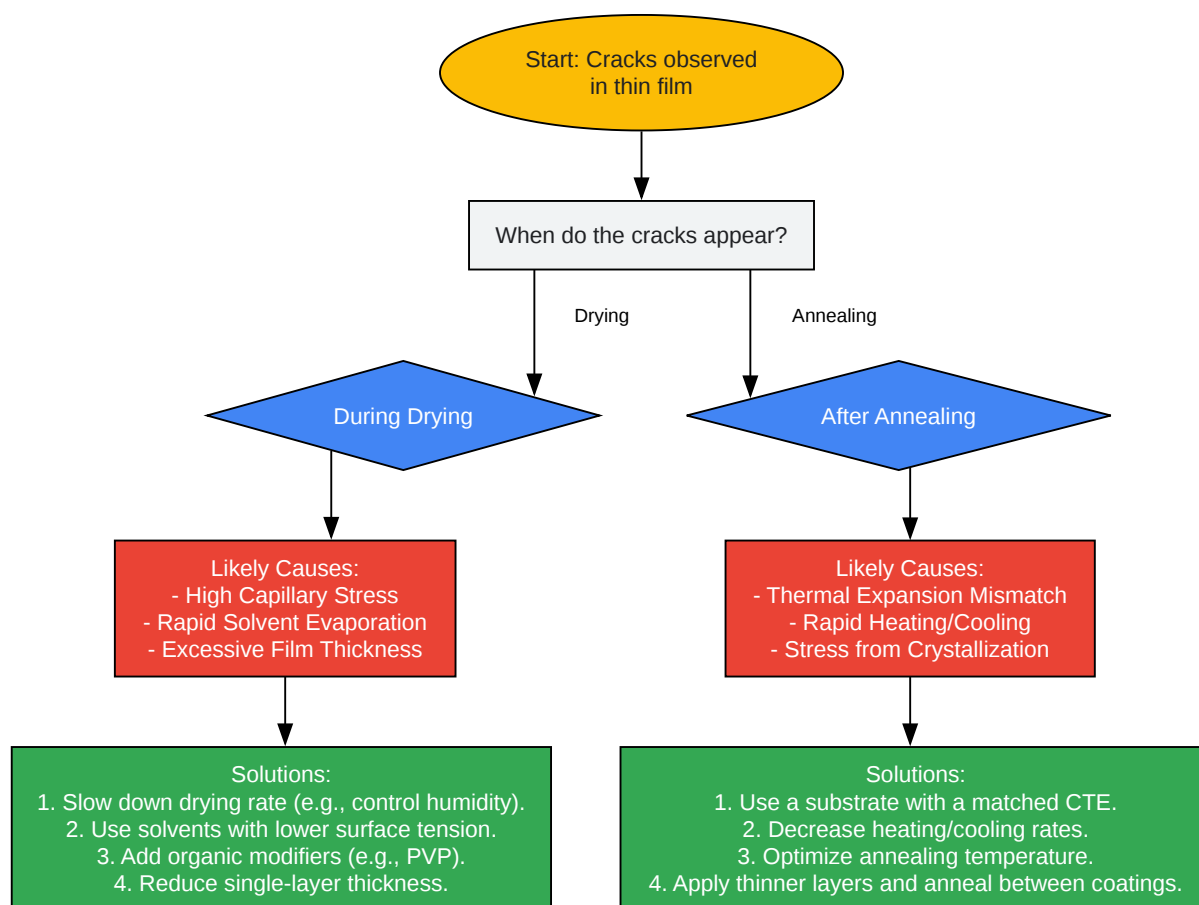 Start: Cracks observed
in thin film
When do the cracks appear?
Drying
Annealing
During Drying
After Annealing
Likely Causes:
- High Capillary Stress
- Rapid Solvent Evaporation
- Excessive Film Thickness
Likely Causes:
- Thermal Expansion Mismatch
- Rapid Heating/Cooling
- Stress from Crystallization
Solutions:
1. Slow down drying rate (e.g., control humidity).
2. Use solvents with lower surface tension.
3. Add organic modifiers (e.g., PVP).
4. Reduce single-layer thickness.
Solutions:
1. Use a substrate with a matched CTE.
2. Decrease heating/cooling rates.
3. Optimize annealing temperature.
4. Apply thinner layers and anneal between coatings.